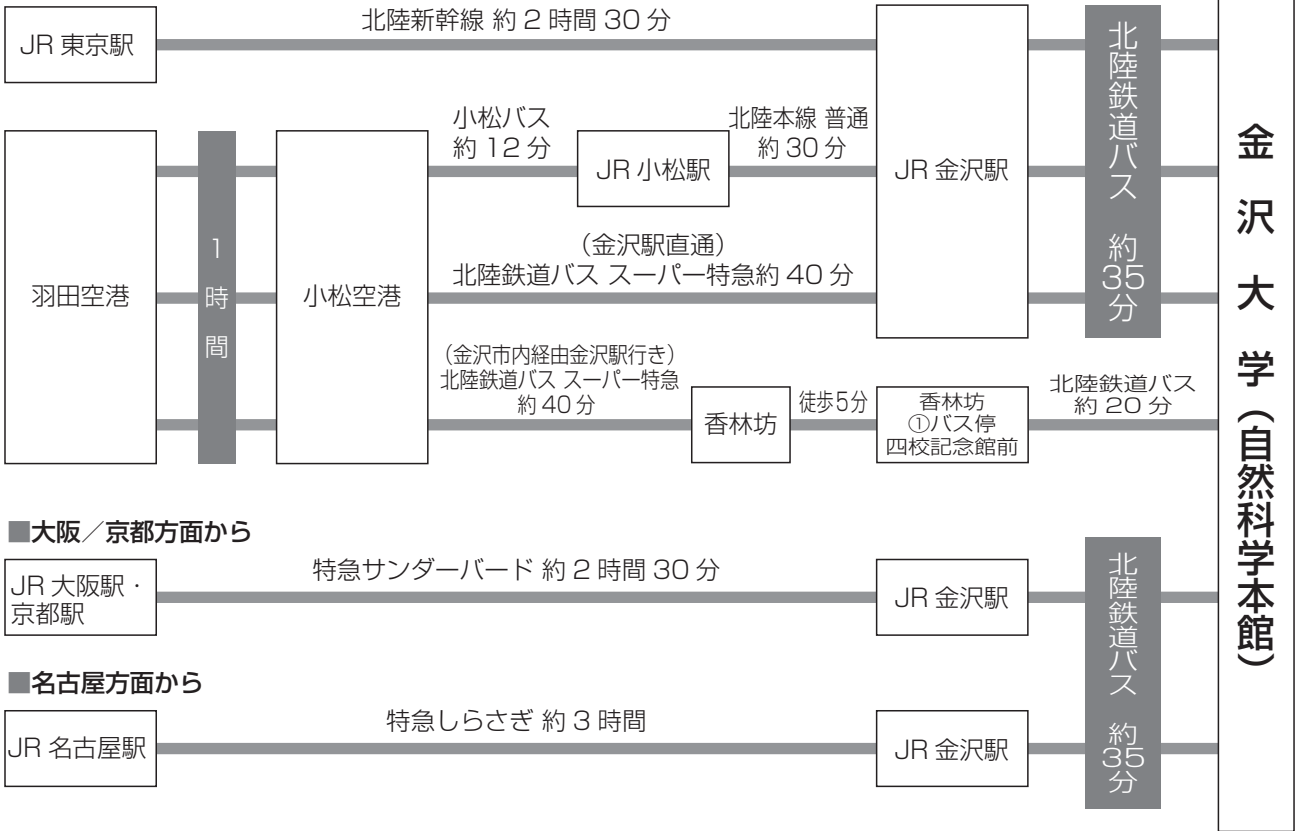 JR 東京駅
北陸新幹線 約 2 時間 30 分
羽田空港
1時間
小松空港
小松バス
約 12 分
JR 小松駅
北陸本線 普通
約 30 分
JR 金沢駅
北陸鉄道バス 約35分
(金沢駅直通)
北陸鉄道バス スーパー特急約 40 分
(金沢市内経由金沢駅行き)
北陸鉄道バス スーパー特急
約 40 分
香林坊
徒歩5分
香林坊
①バス停
四校記念館前
北陸鉄道バス
約 20 分
■大阪／京都方面から
JR 大阪駅・
京都駅
特急サンダーバード 約 2 時間 30 分
JR 金沢駅
北陸鉄道バス 約35分
■名古屋方面から
JR 名古屋駅
特急しらさぎ 約 3 時間
JR 金沢駅
金沢大学(自然科学本館)